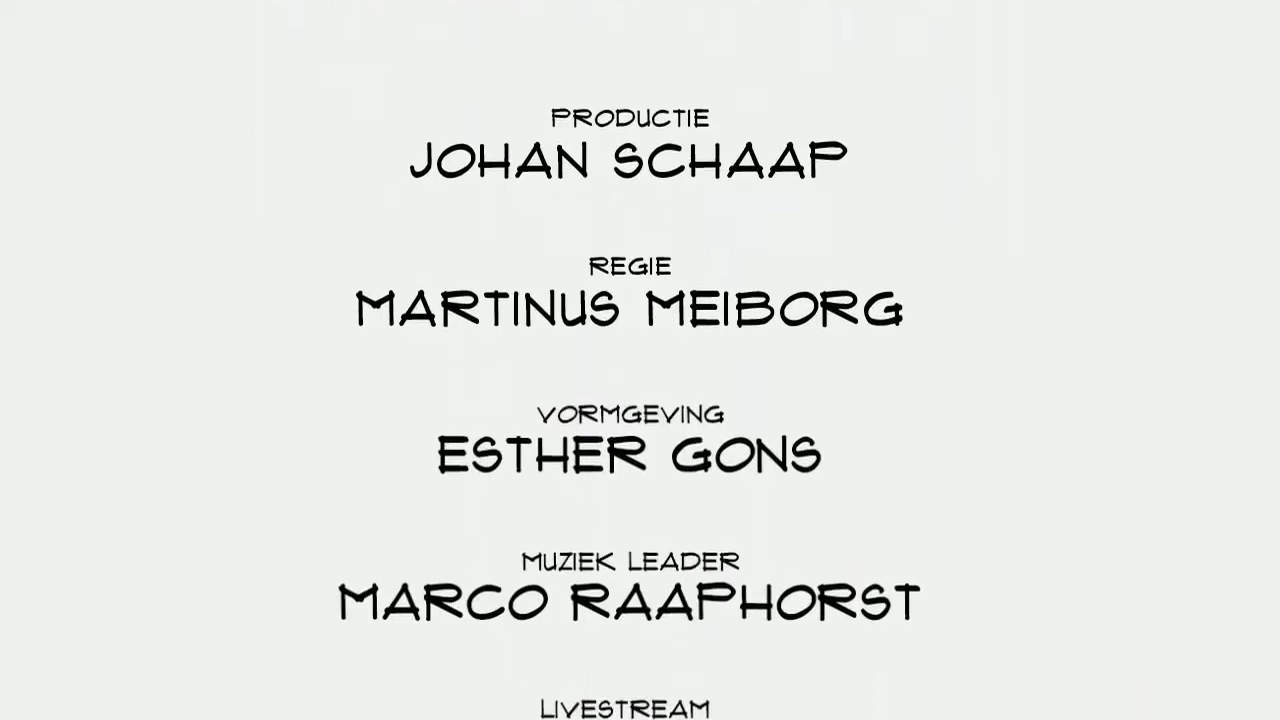 PRODUCTIE
JOHAN SCHAAP
REGIE
MARTINUS MEIBORG
VORMGEVING
ESTHER GONS
MUZIEK LEADER
MARCO RAAPHORST
LIVESTREAM